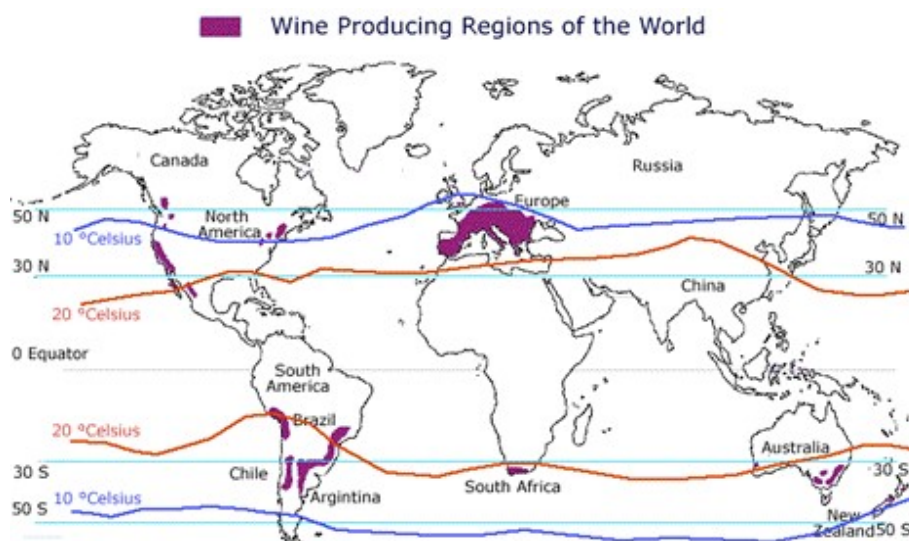 Wine Producing Regions of the World
Canada
Russia
Europe
North
America
50 N
50 N
10 °Celsius
30 N
30 N
China
20 °Celsius
0 Equator
South
America
Brazil
20 °Celsius
Australia
Chile
30 S
30 S
South Africa
Argintina
10 °Celsius
50 S
New
Zealand
50 S